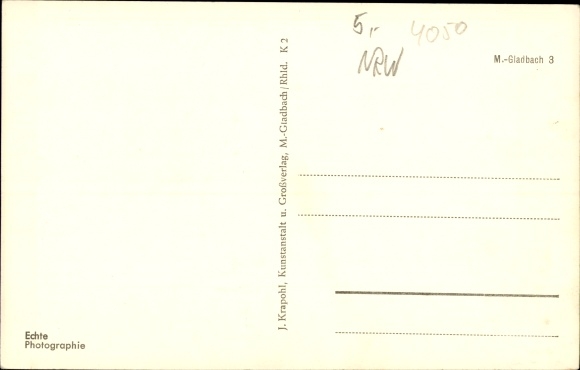 5,- 4050
NRW
M.-Gladbach 3
J. Krapohl, Kunstanstalt u. Großverlag, M.-Gladbach/Rhld. K 2
Echte
Photographie